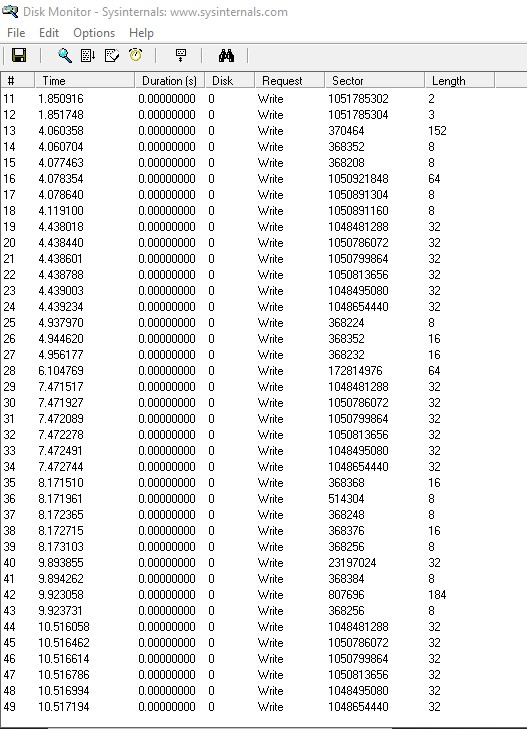 Disk Monitor - Sysinternals: www.sysinternals.com
File Edit Options Help
# Time Duration (s) Disk Request Sector Length
11 1.850916 0.00000000 0 Write 1051785302 2
12 1.851748 0.00000000 0 Write 1051785304 3
13 4.060358 0.00000000 0 Write 370464 152
14 4.060704 0.00000000 0 Write 368352 8
15 4.077463 0.00000000 0 Write 368208 8
16 4.078354 0.00000000 0 Write 1050921848 64
17 4.078640 0.00000000 0 Write 1050891304 8
18 4.119100 0.00000000 0 Write 1050891160 8
19 4.438018 0.00000000 0 Write 1048481288 32
20 4.438440 0.00000000 0 Write 1050786072 32
21 4.438601 0.00000000 0 Write 1050799864 32
22 4.438788 0.00000000 0 Write 1050813656 32
23 4.439003 0.00000000 0 Write 1048495080 32
24 4.439234 0.00000000 0 Write 1048654440 32
25 4.937970 0.00000000 0 Write 368224 8
26 4.944620 0.00000000 0 Write 368352 16
27 4.956177 0.00000000 0 Write 368232 16
28 6.104769 0.00000000 0 Write 172814976 64
29 7.471517 0.00000000 0 Write 1048481288 32
30 7.471927 0.00000000 0 Write 1050786072 32
31 7.472089 0.00000000 0 Write 1050799864 32
32 7.472278 0.00000000 0 Write 1050813656 32
33 7.472491 0.00000000 0 Write 1048495080 32
34 7.472744 0.00000000 0 Write 1048654440 32
35 8.171510 0.00000000 0 Write 368368 16
36 8.171961 0.00000000 0 Write 514304 8
37 8.172365 0.00000000 0 Write 368248 8
38 8.172715 0.00000000 0 Write 368376 16
39 8.173103 0.00000000 0 Write 368256 8
40 9.893855 0.00000000 0 Write 23197024 32
41 9.894262 0.00000000 0 Write 368384 8
42 9.923058 0.00000000 0 Write 807696 184
43 9.923731 0.00000000 0 Write 368256 8
44 10.516058 0.00000000 0 Write 1048481288 32
45 10.516462 0.00000000 0 Write 1050786072 32
46 10.516614 0.00000000 0 Write 1050799864 32
47 10.516786 0.00000000 0 Write 1050813656 32
48 10.516994 0.00000000 0 Write 1048495080 32
49 10.517194 0.00000000 0 Write 1048654440 32